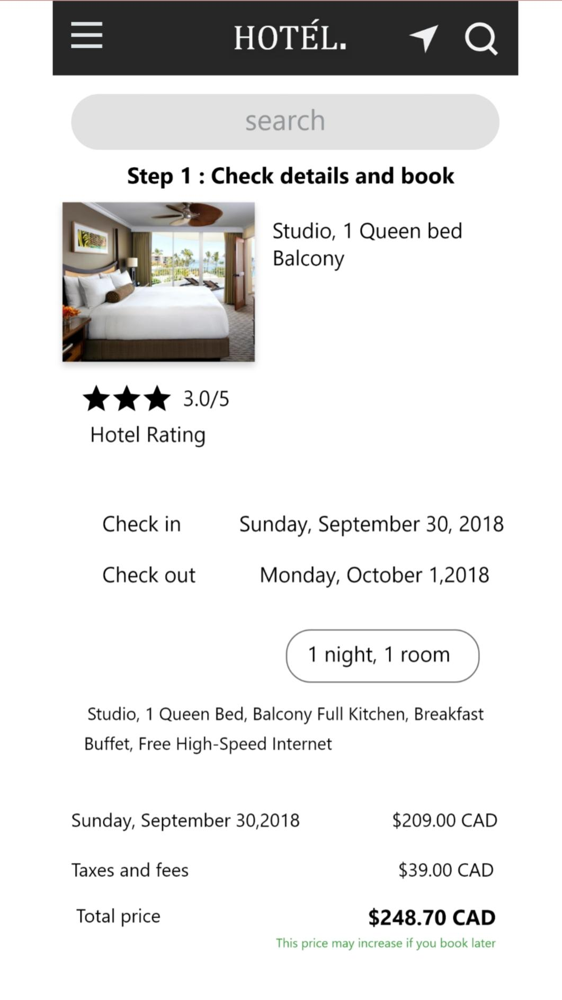 HOTÉL.
search
Step 1 : Check details and book
Studio, 1 Queen bed
Balcony
3.0/5
Hotel Rating
Check in Sunday, September 30, 2018
Check out Monday, October 1,2018
1 night, 1 room
Studio, 1 Queen Bed, Balcony Full Kitchen, Breakfast
Buffet, Free High-Speed Internet
Sunday, September 30,2018 $209.00 CAD
Taxes and fees $39.00 CAD
Total price $248.70 CAD
This price may increase if you book later